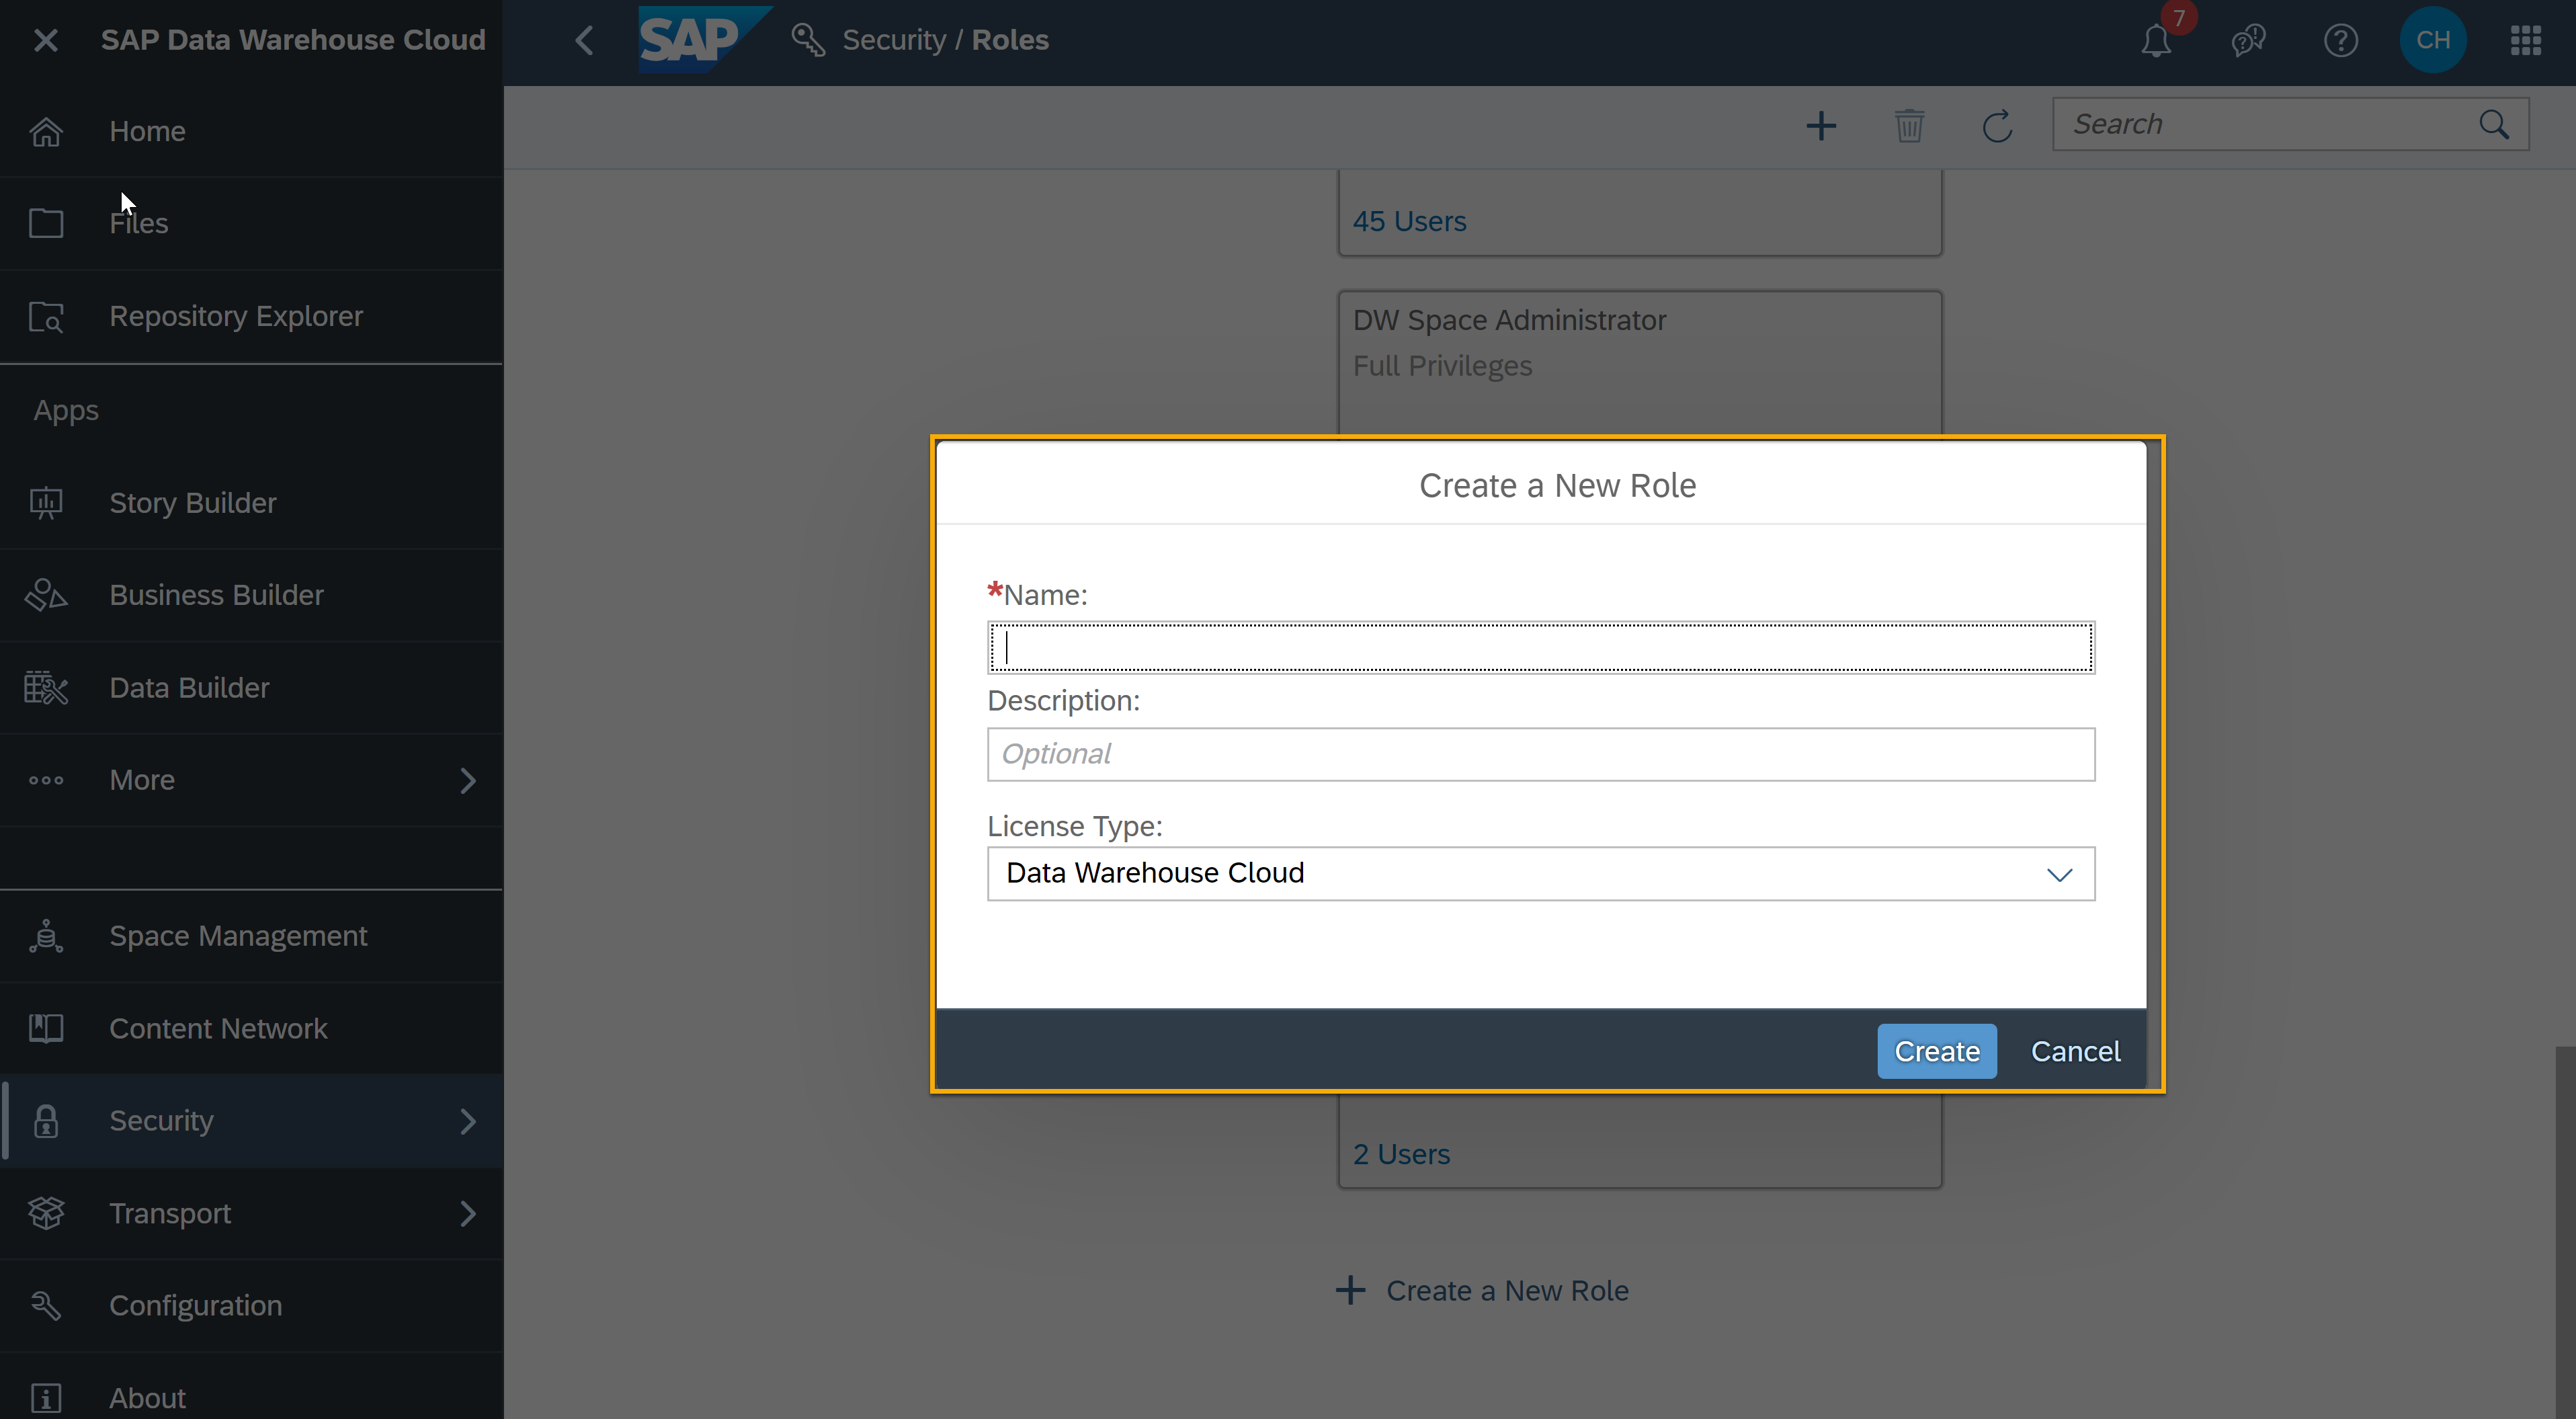 SAP Data Warehouse Cloud
SAP
Security / Roles
7
CH
Home
Files
Repository Explorer
Apps
Story Builder
Business Builder
Data Builder
More
Space Management
Content Network
Security
Transport
Configuration
About
Search
45 Users
DW Space Administrator
Full Privileges
Create a New Role
*Name:
Description:
Optional
License Type:
Data Warehouse Cloud
Create
Cancel
2 Users
Create a New Role